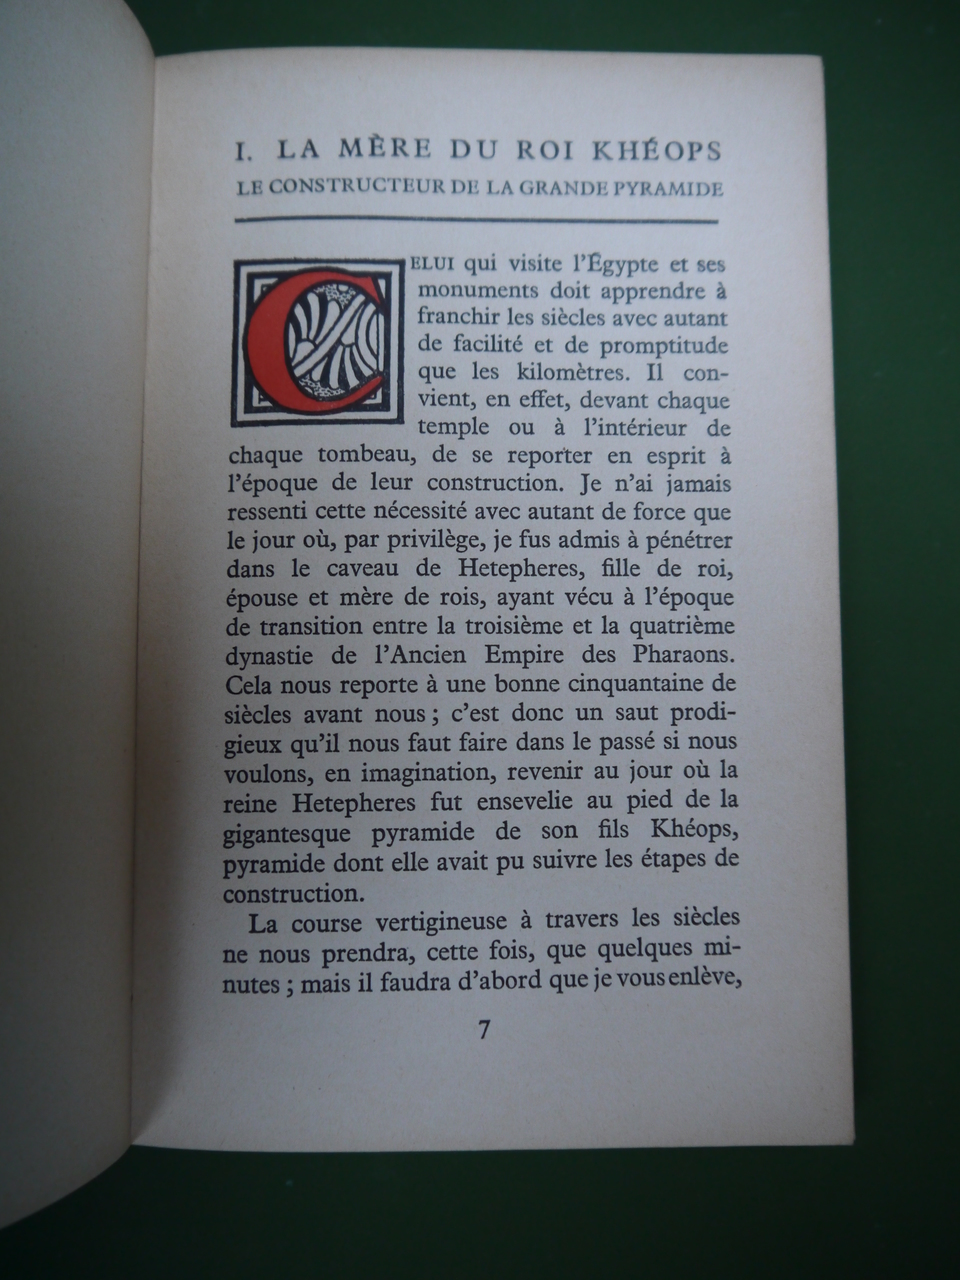 I. LA MÈRE DU ROI KHÉOPS
LE CONSTRUCTEUR DE LA GRANDE PYRAMIDE
CELUI qui visite l'Égypte et ses
monuments doit apprendre à
franchir les siècles avec autant
de facilité et de promptitude
que les kilomètres. Il con-
vient, en effet, devant chaque
temple ou à l'intérieur de
chaque tombeau, de se reporter en esprit à
l'époque de leur construction. Je n'ai jamais
ressenti cette nécessité avec autant de force que
le jour où, par privilège, je fus admis à pénétrer
dans le caveau de Hetepheres, fille de roi,
épouse et mère de rois, ayant vécu à l'époque
de transition entre la troisième et la quatrième
dynastie de l'Ancien Empire des Pharaons.
Cela nous reporte à une bonne cinquantaine de
siècles avant nous ; c'est donc un saut prodi-
gieux qu'il nous faut faire dans le passé si nous
voulons, en imagination, revenir au jour où la
reine Hetepheres fut ensevelie au pied de la
gigantesque pyramide de son fils Khéops,
pyramide dont elle avait pu suivre les étapes de
construction.
La course vertigineuse à travers les siècles
ne nous prendra, cette fois, que quelques mi-
nutes ; mais il faudra d'abord que je vous enlève,
7